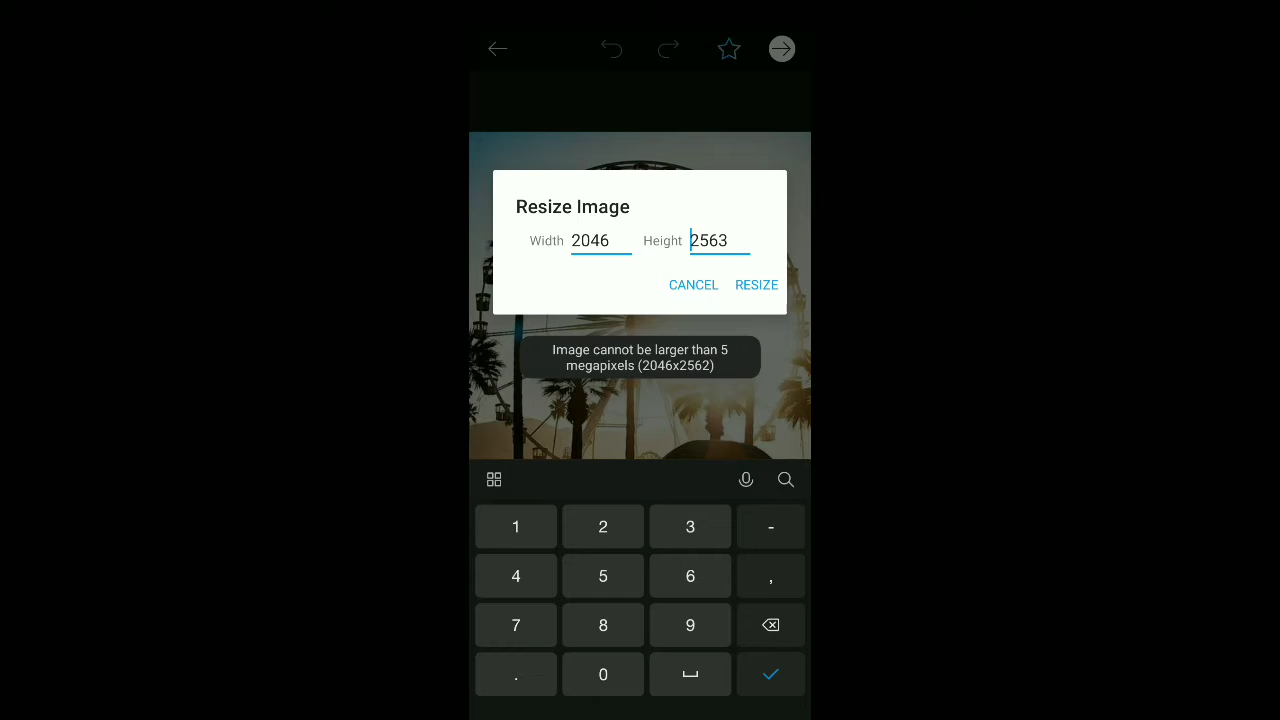 Resize Image
Width 2046 Height 2563
CANCEL RESIZE
Image cannot be larger than 5
megapixels (2046x2562)
1 2 3 -
4 5 6 ,
7 8 9
. 0